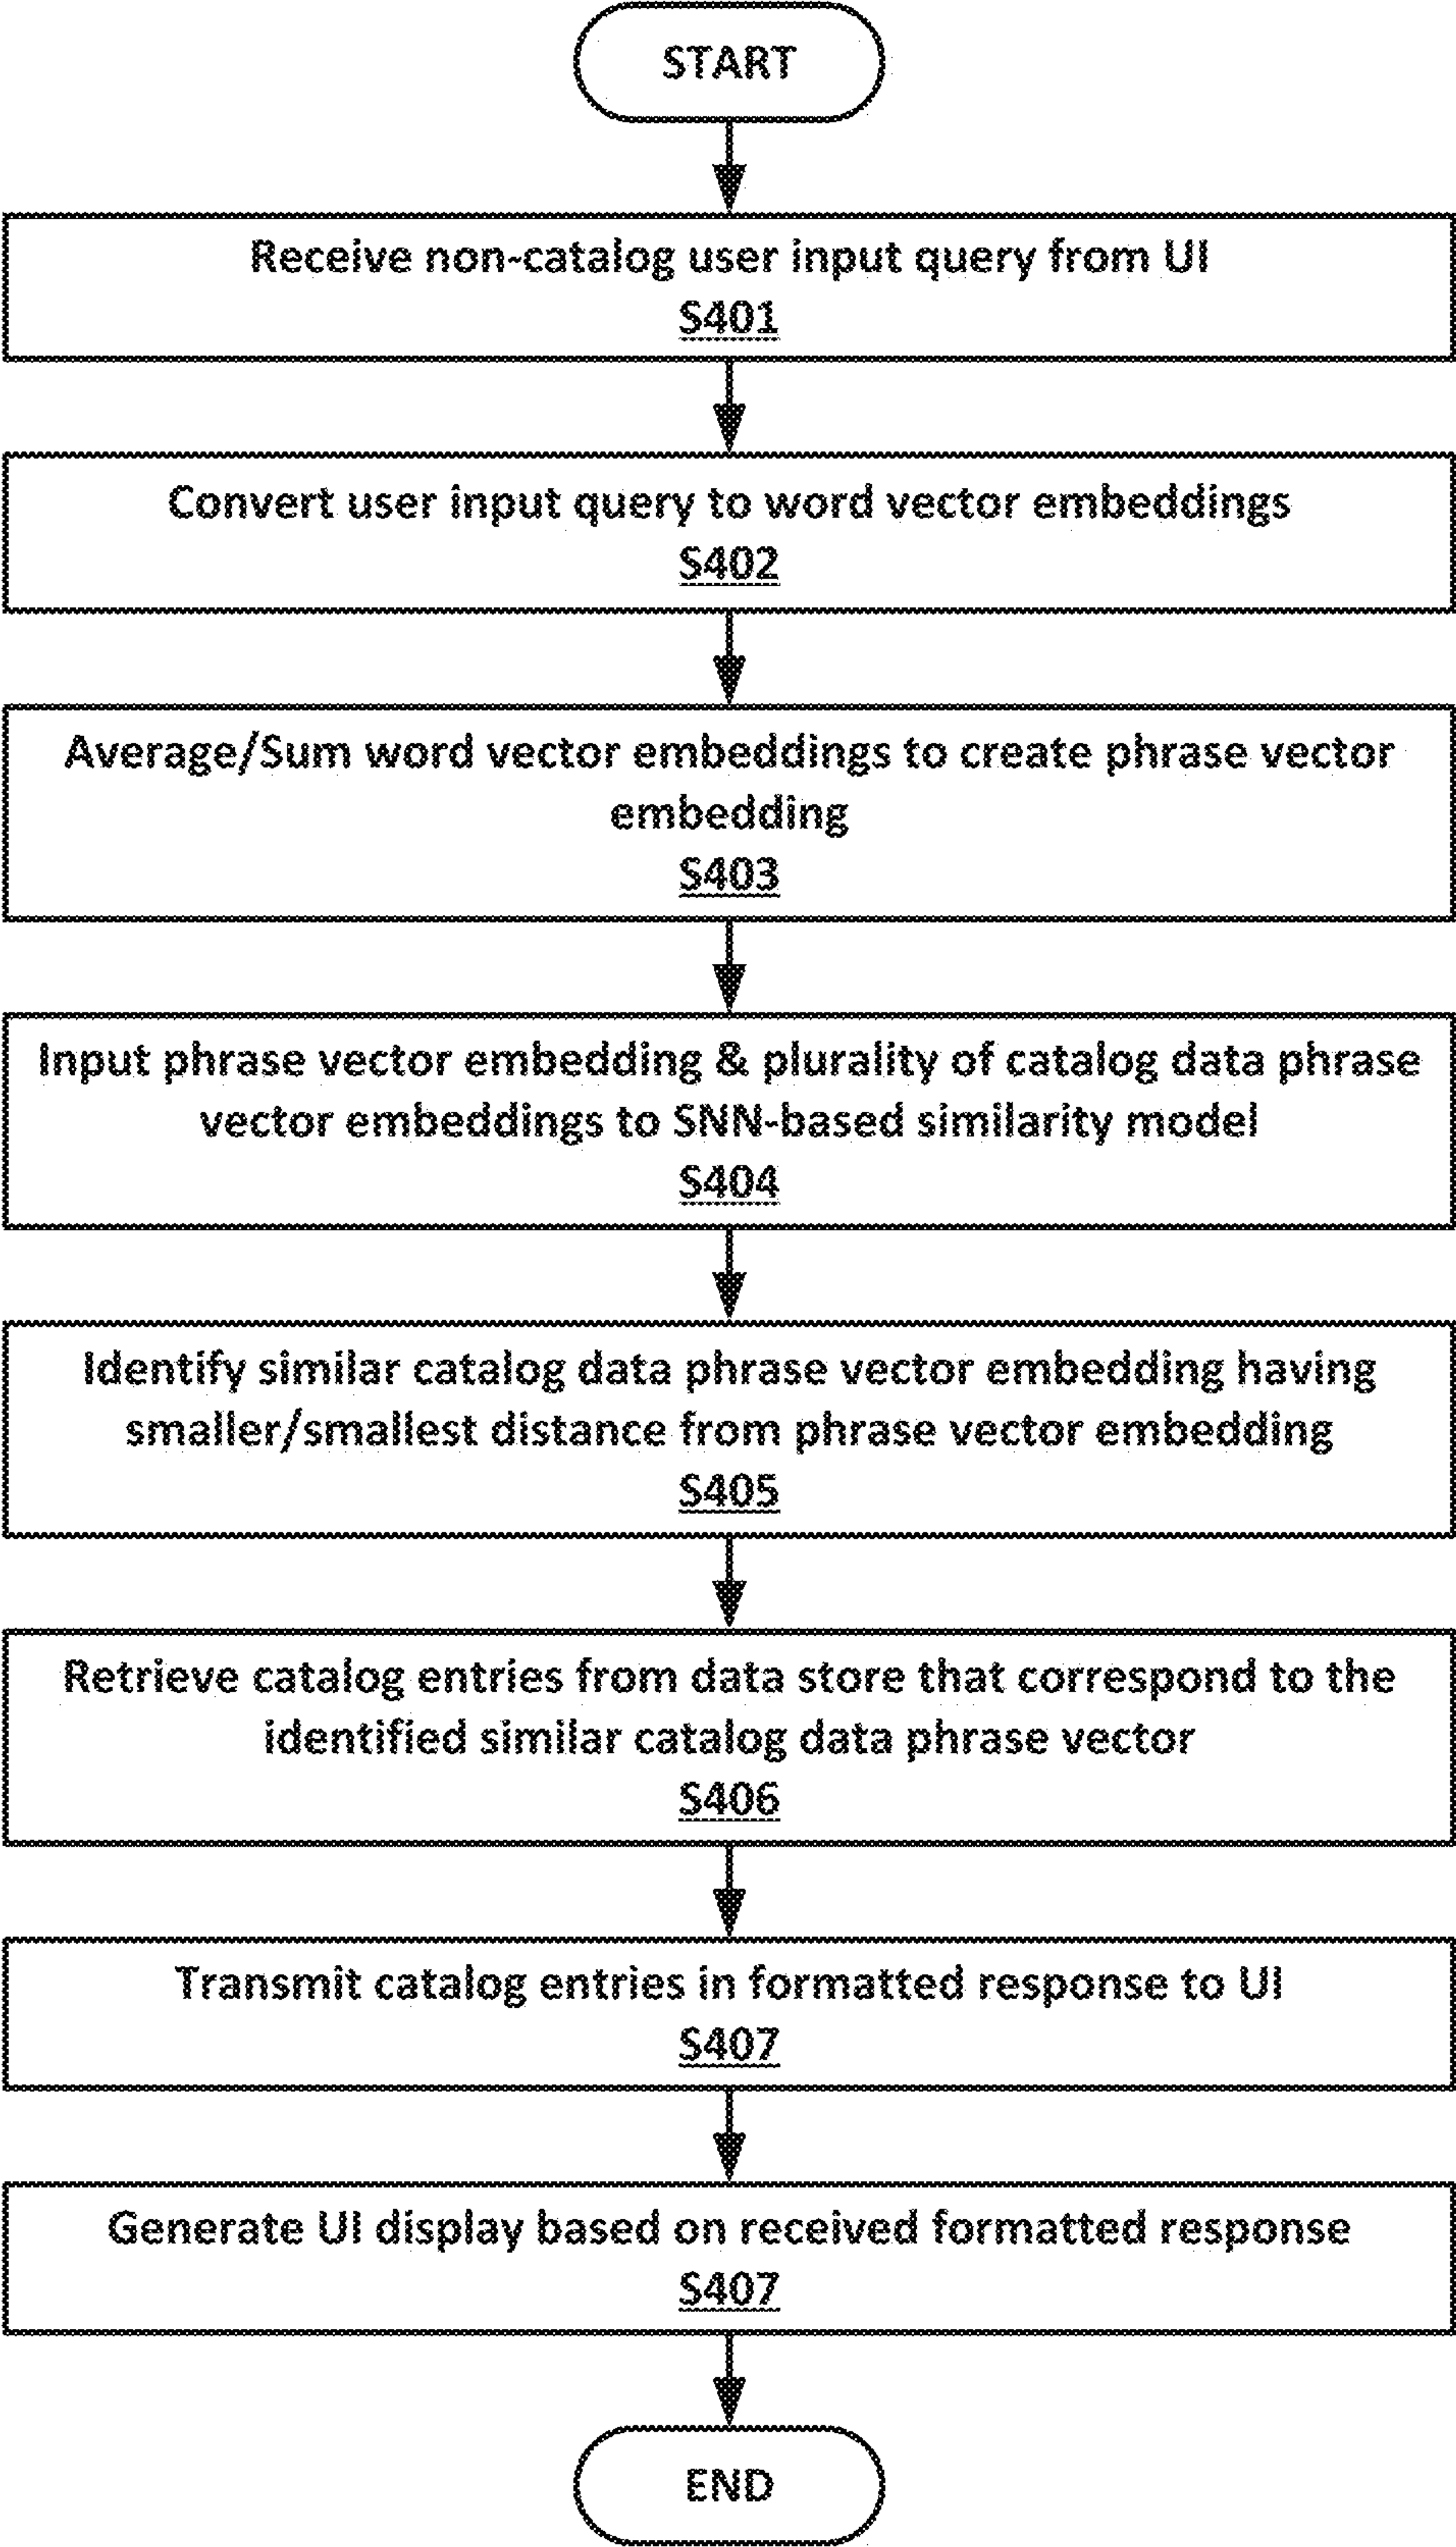 START
Receive non-catalog user input query from UI
S401
Convert user input query to word vector embeddings
S402
Average/Sum word vector embeddings to create phrase vector
embedding
S403
Input phrase vector embedding & plurality of catalog data phrase
vector embeddings to SNN-based similarity model
S404
Identify similar catalog data phrase vector embedding having
smaller/smallest distance from phrase vector embedding
S405
Retrieve catalog entries from data store that correspond to the
identified similar catalog data phrase vector
S406
Transmit catalog entries in formatted response to UI
S407
Generate UI display based on received formatted response
S407
END